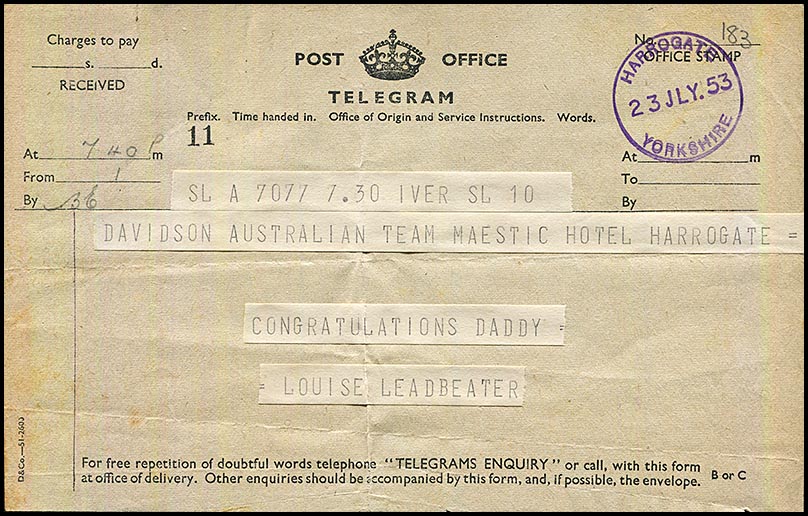 Charges to pay
s. d.
RECEIVED
POST OFFICE
TELEGRAM
No. 183
OFFICE STAMP
HARROGATE
23 JLY. 53
YORKSHIRE
Prefix. Time handed in. Office of Origin and Service Instructions. Words.
11
At 7 40 P m
From 1
By
At m
To
By
SL A 7077 7.30 IVER SL 10
DAVIDSON AUSTRALIAN TEAM MAESTIC HOTEL HARROGATE =
CONGRATULATIONS DADDY =
= LOUISE LEADBEATER
For free repetition of doubtful words telephone "TELEGRAMS ENQUIRY" or call, with this form
at office of delivery. Other enquiries should be accompanied by this form, and, if possible, the envelope.
B or C
D&Co.—51-2603